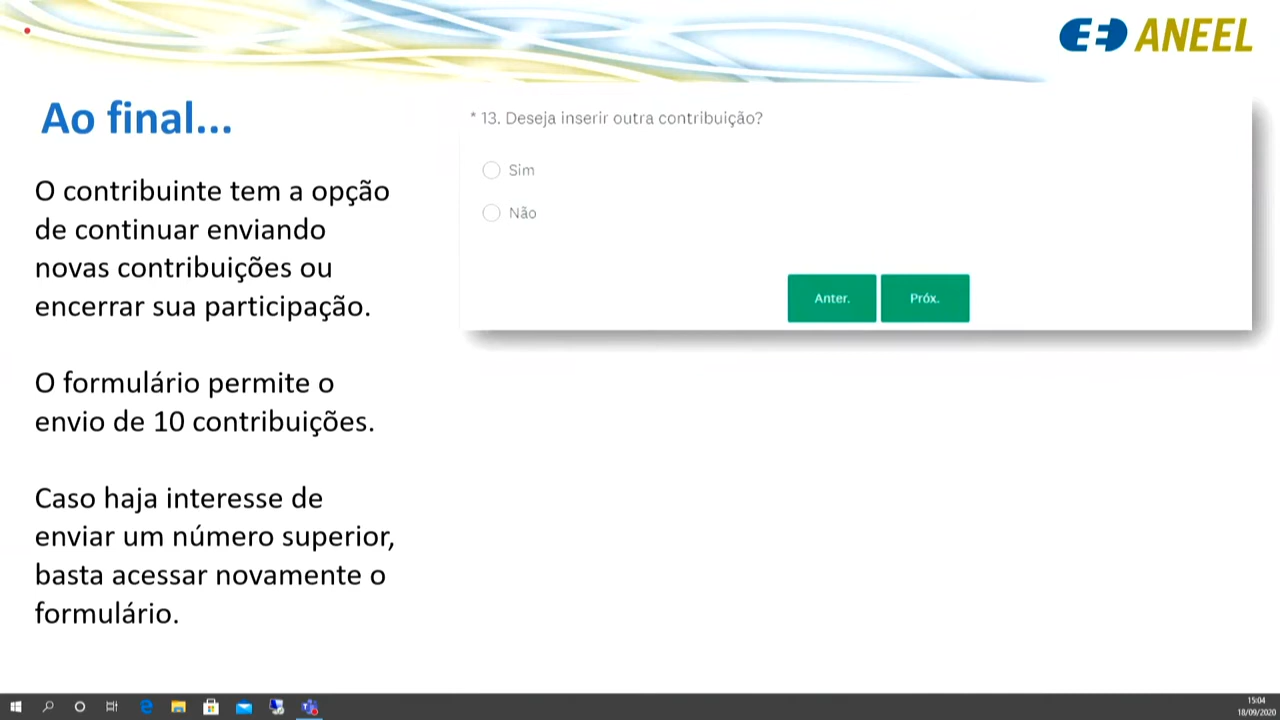 ANEEL
Ao final...
O contribuinte tem a opção
de continuar enviando
novas contribuições ou
encerrar sua participação.
O formulário permite o
envio de 10 contribuições.
Caso haja interesse de
enviar um número superior,
basta acessar novamente o
formulário.
* 13. Deseja inserir outra contribuição?
Sim
Não
Anter.
Próx.
15:04
18/09/2020